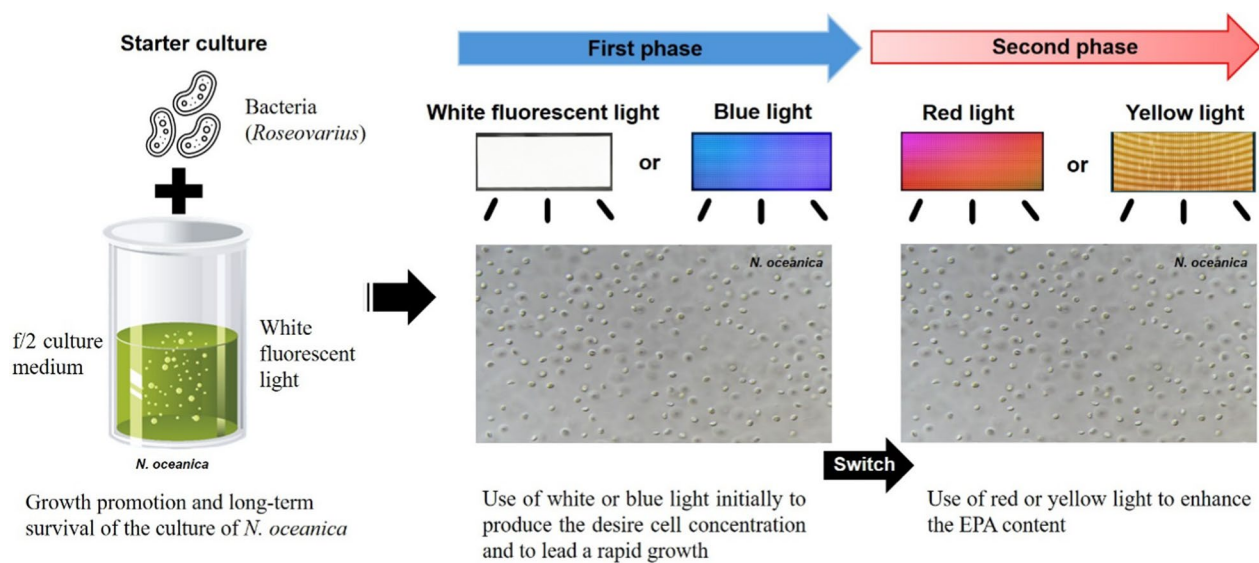 Starter culture
Bacteria
(Roseovarius)
f/2 culture
medium
White
fluorescent
light
N. oceanica
Growth promotion and long-term
survival of the culture of N. oceanica
First phase
White fluorescent light
or
Blue light
N. oceanica
Use of white or blue light initially to
produce the desire cell concentration
and to lead a rapid growth
Switch
Second phase
Red light
or
Yellow light
N. oceanica
Use of red or yellow light to enhance
the EPA content